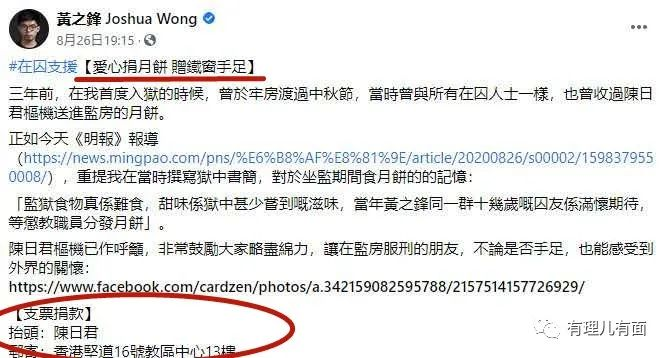 黃之鋒 Joshua Wong
8月26日19:15
#在囚支援【愛心捐月餅 贈鐵窗手足】
三年前，在我首度入獄的時候，曾於牢房渡過中秋節，當時曾與所有在囚人士一樣，也曾收過陳日
君樞機送進監房的月餅。
正如今天《明報》報導
（https://news.mingpao.com/pns/%E6%B8%AF%E8%81%9E/article/20200826/s00002/159837955
0008/），重提我在當時撰寫獄中書簡，對於坐監期間食月餅的的記憶：
「監獄食物真係難食，甜味係獄中甚少嘗到嘅滋味，當年黃之鋒同一群十幾歲嘅囚友係滿懷期待，
等懲教職員分發月餅」。
陳日君樞機已作呼籲，非常鼓勵大家略盡綿力，讓在監房服刑的朋友，不論是否手足，也能感受到
外界的關懷：
https://www.facebook.com/cardzen/photos/a.342159082595788/2157514157726929/
【支票捐款】
抬頭：陳日君
郵寄：香港堅道16號教區中心13樓
有理儿有面